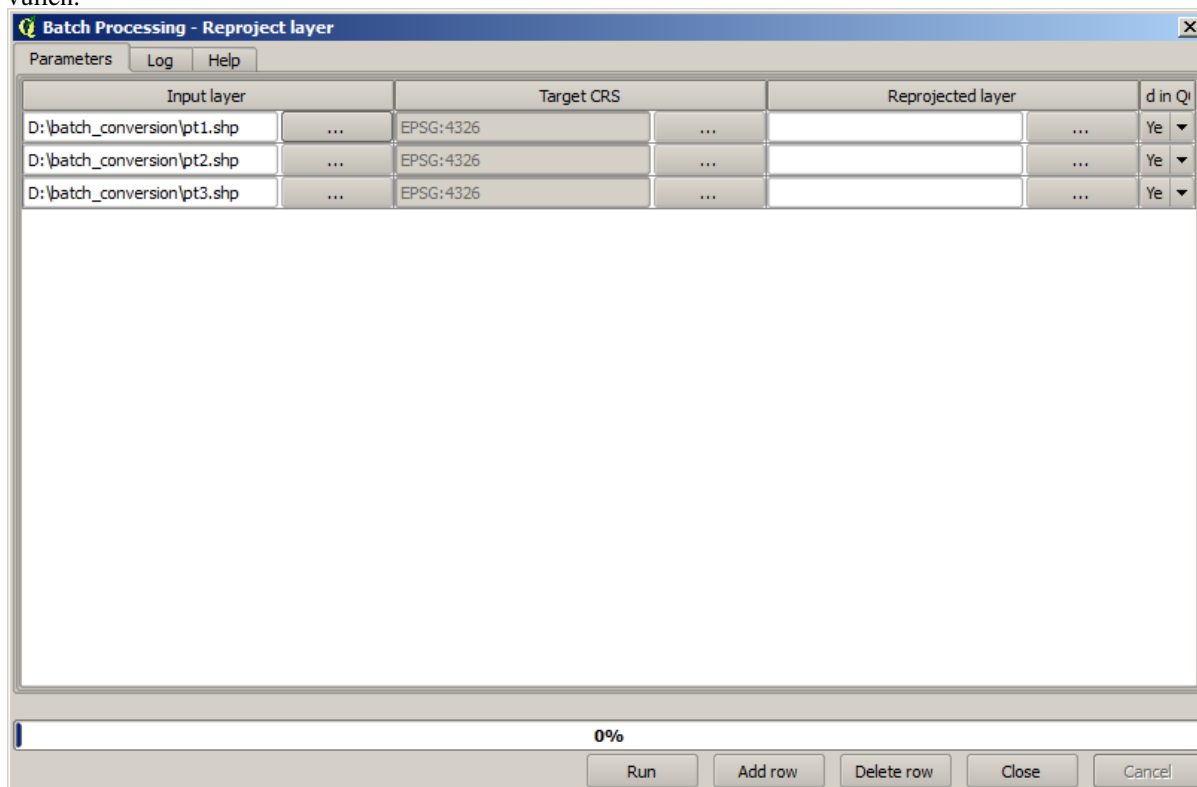 vullen.
Batch Processing - Reproject layer
Parameters Log Help
Input layer Target CRS Reprojected layer d in Q
D:\batch_conversion\pt1.shp ... EPSG:4326 ... ... Ye
D:\batch_conversion\pt2.shp ... EPSG:4326 ... ... Ye
D:\batch_conversion\pt3.shp ... EPSG:4326 ... ... Ye
0%
Run Add row Delete row Close Cancel